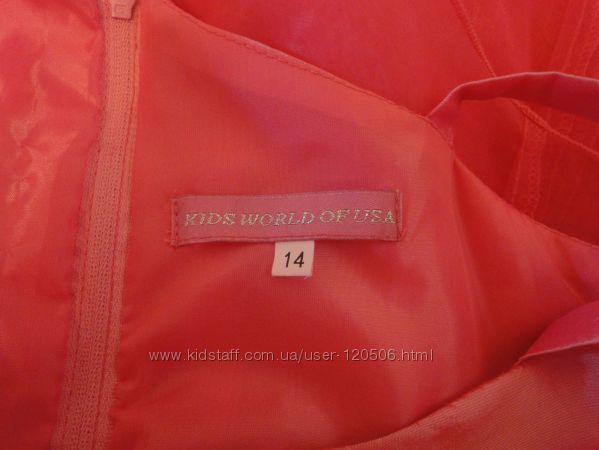 KIDS WORLD OF USA
14
www.kidstaff.com.ua/user-120506.html